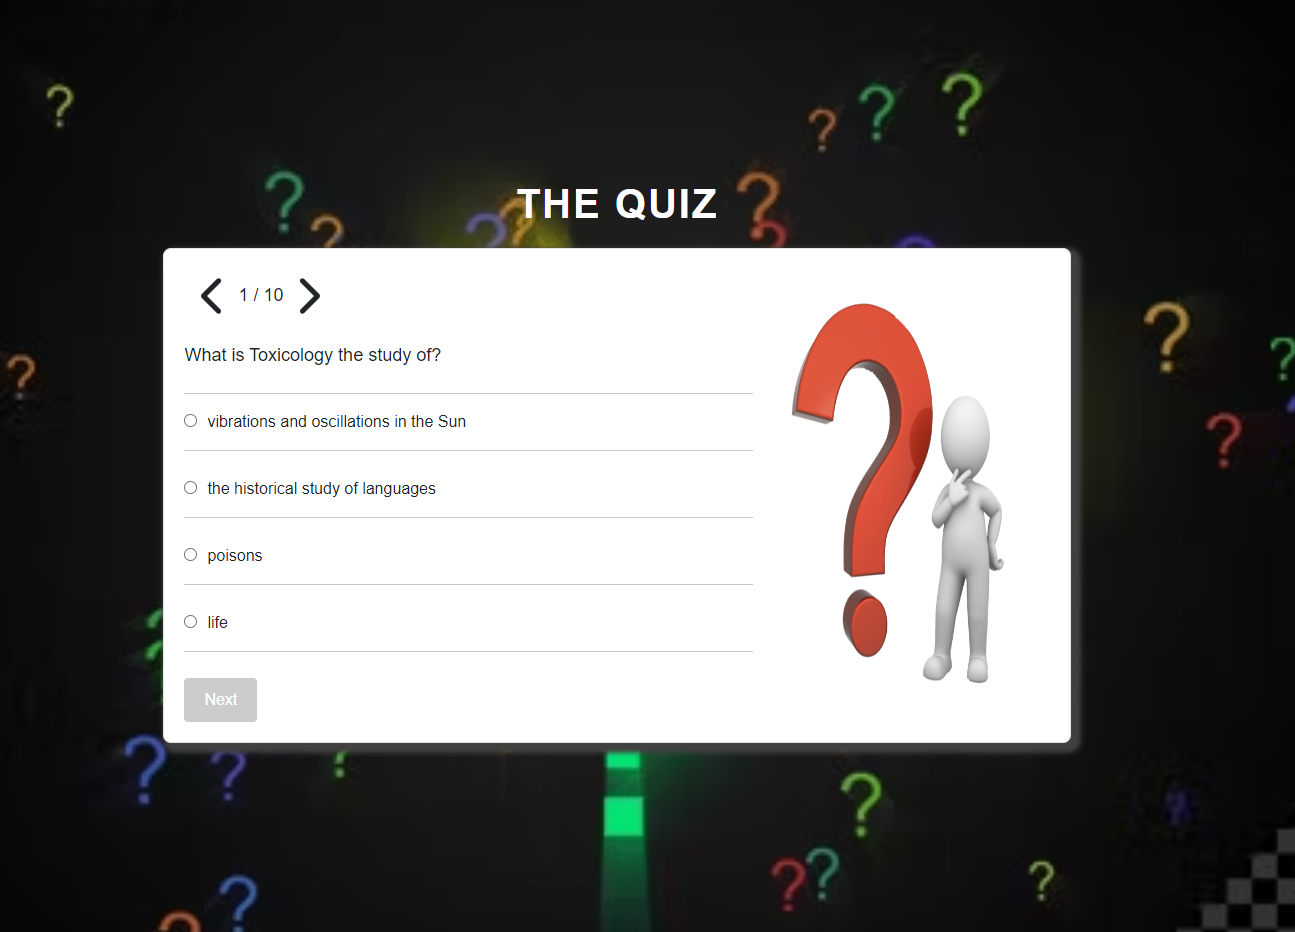 THE QUIZ
1 / 10
What is Toxicology the study of?
vibrations and oscillations in the Sun
the historical study of languages
poisons
life
Next